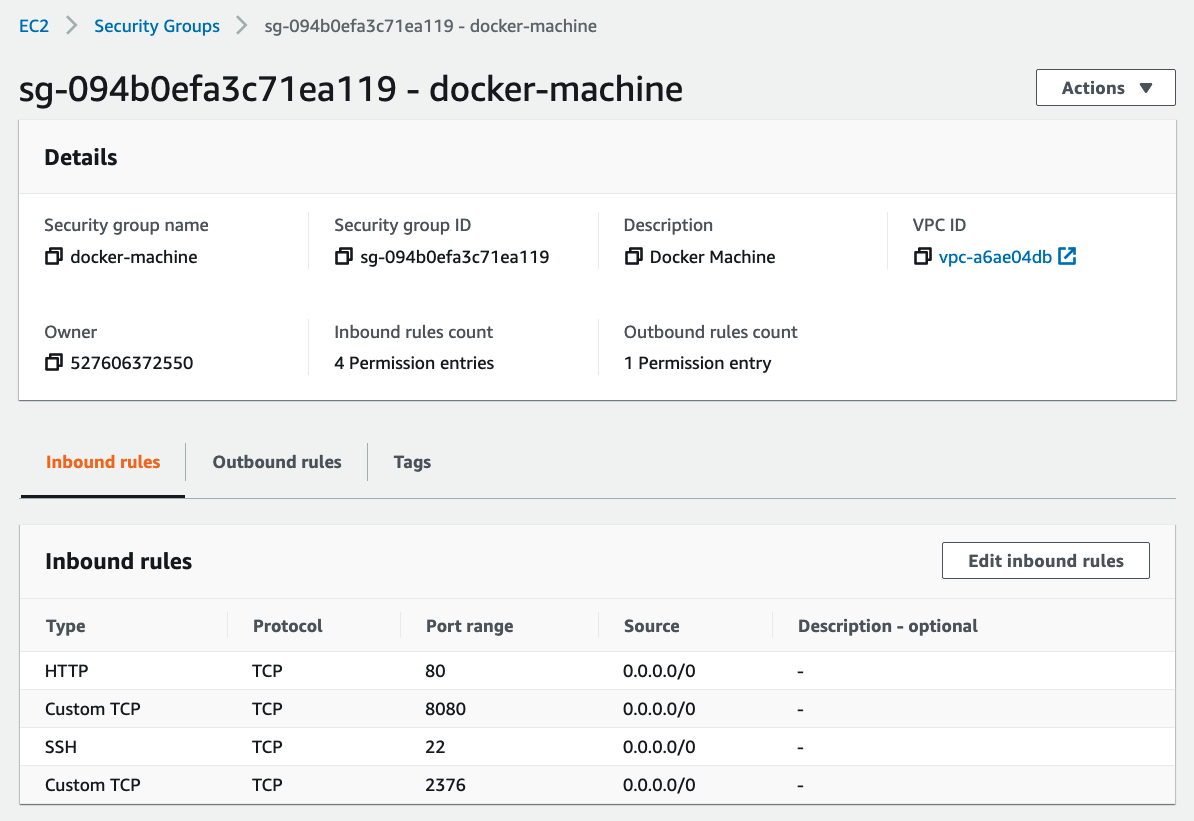 EC2 > Security Groups > sg-094b0efa3c71ea119 - docker-machine
sg-094b0efa3c71ea119 - docker-machine
Actions ▼
Details
Security group name Security group ID Description VPC ID
docker-machine sg-094b0efa3c71ea119 Docker Machine vpc-a6ae04db
Owner Inbound rules count Outbound rules count
527606372550 4 Permission entries 1 Permission entry
Inbound rules Outbound rules Tags
Inbound rules Edit inbound rules
Type Protocol Port range Source Description - optional
HTTP TCP 80 0.0.0.0/0 -
Custom TCP TCP 8080 0.0.0.0/0 -
SSH TCP 22 0.0.0.0/0 -
Custom TCP TCP 2376 0.0.0.0/0 -